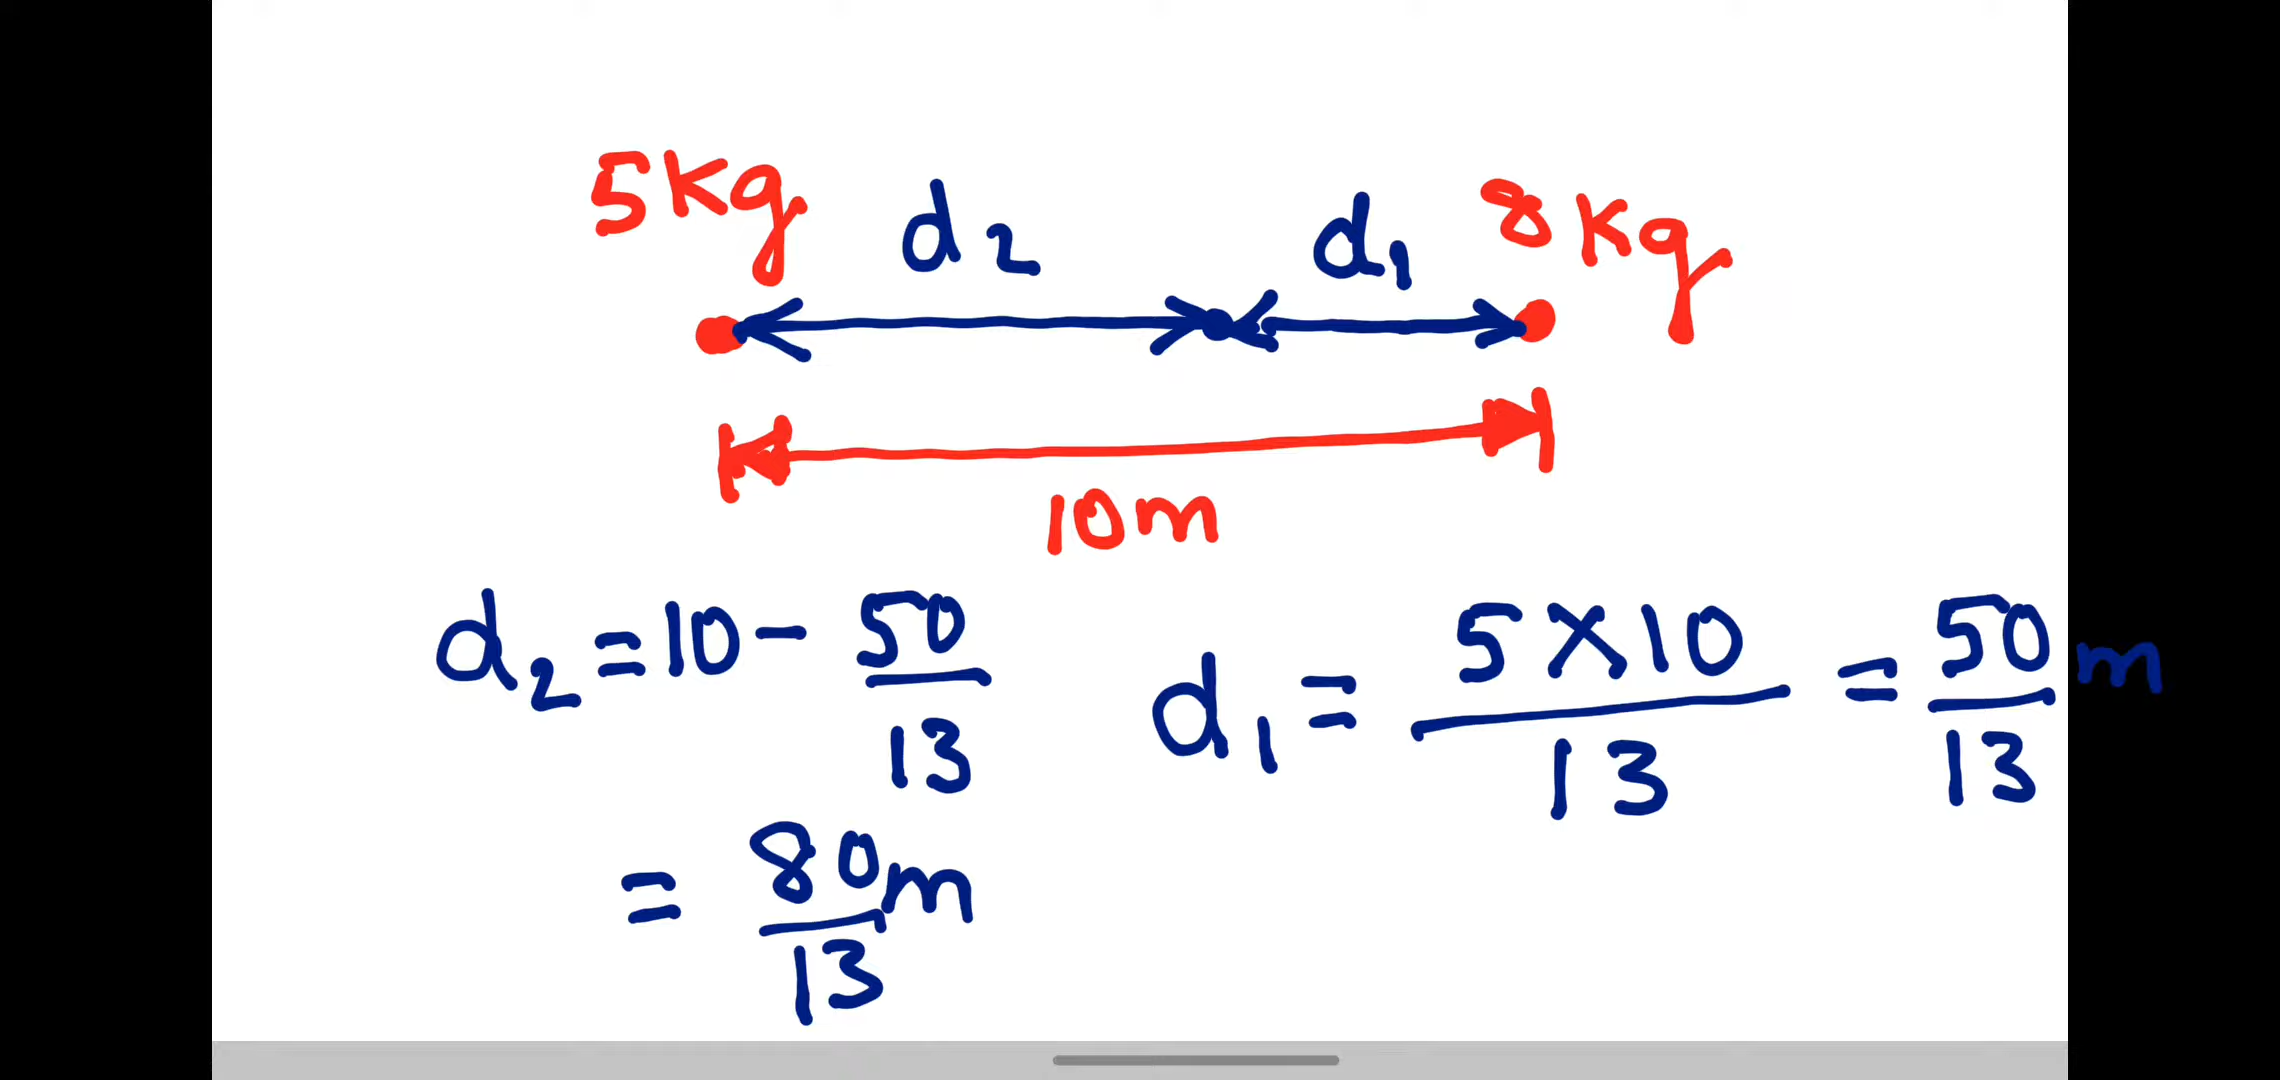 5kg d₂ d₁ 8kg
10m
d₂ = 10 - 50/13
= 80/13 m
d₁ = 5×10/13 = 50/13 m